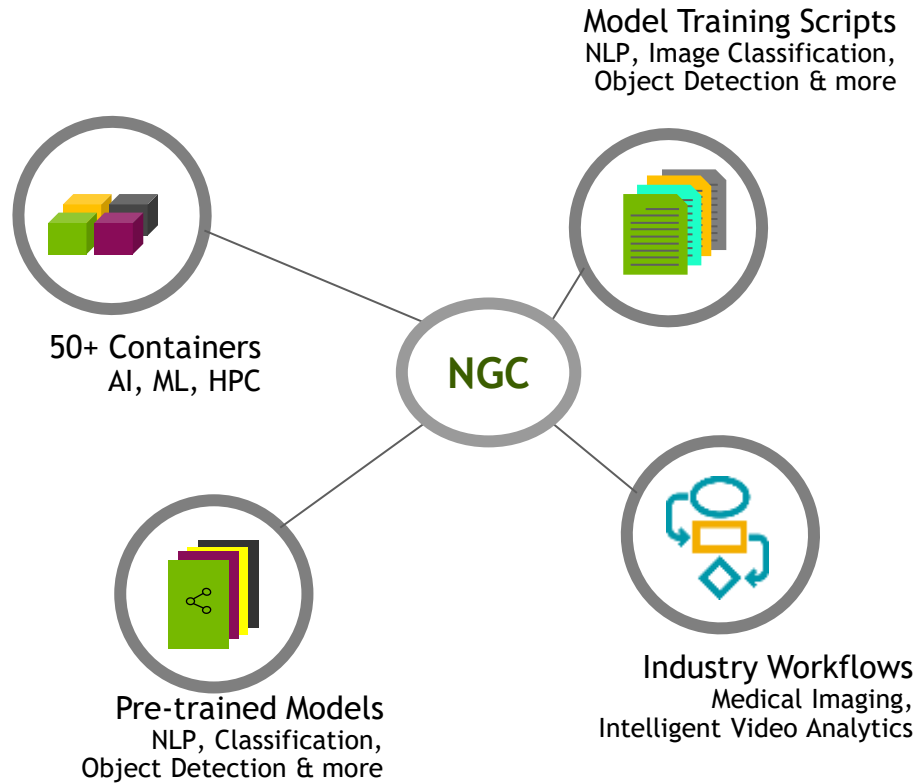 Model Training Scripts
NLP, Image Classification,
Object Detection & more
50+ Containers
AI, ML, HPC
NGC
Pre-trained Models
NLP, Classification,
Object Detection & more
Industry Workflows
Medical Imaging,
Intelligent Video Analytics